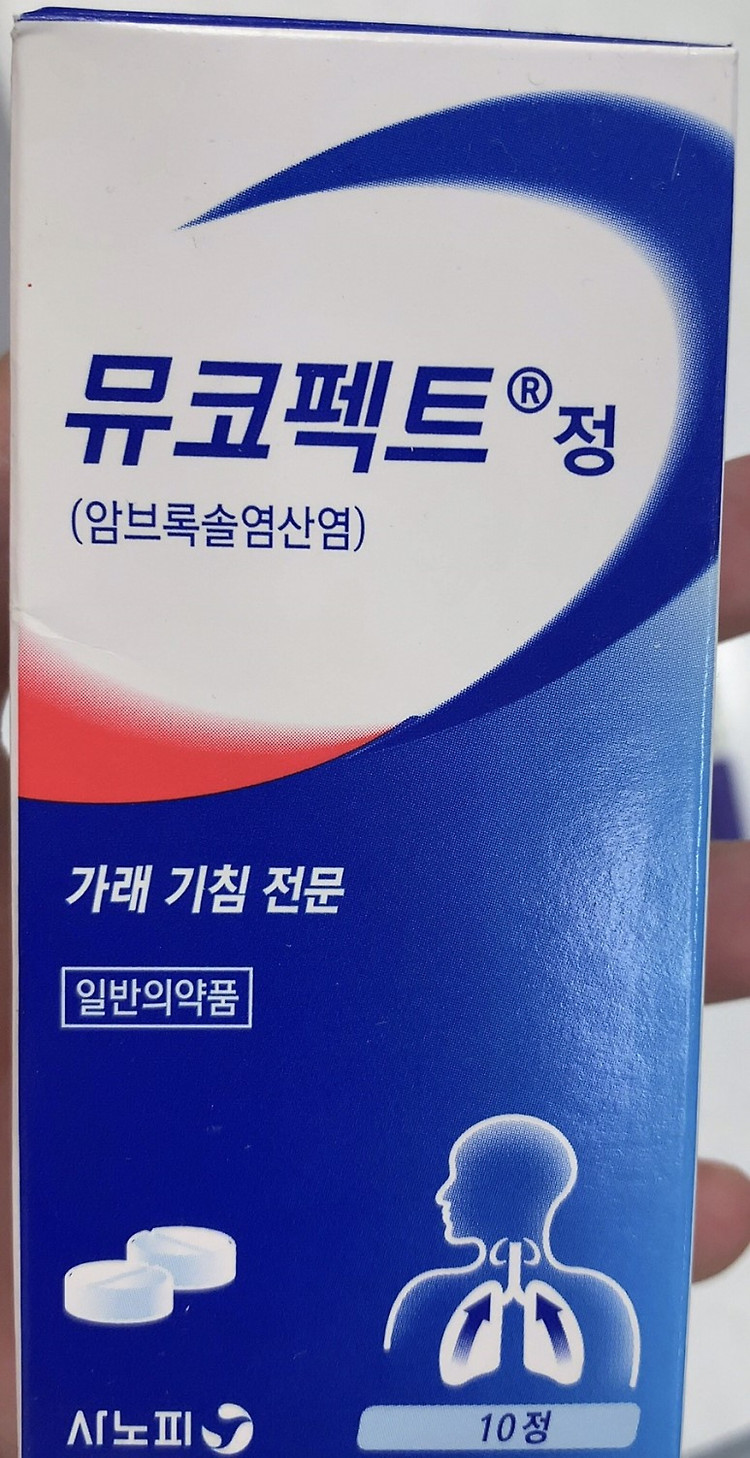 뮤코펙트® 정
(암브록솔염산염)
가래 기침 전문
일반의약품
사노피
10정